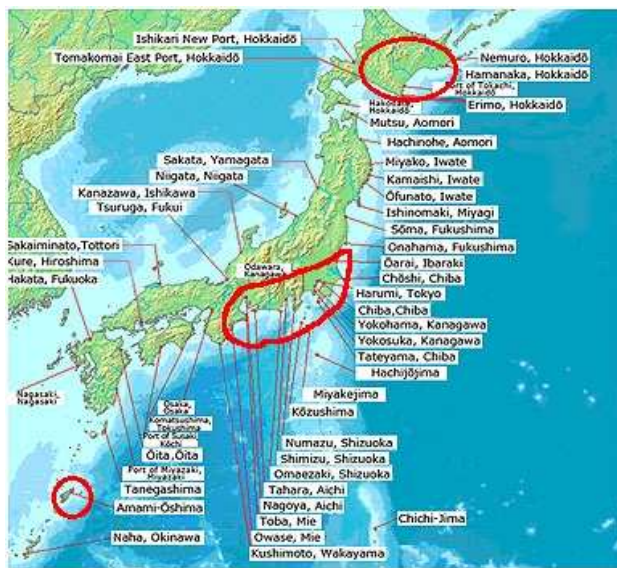 Ishikari New Port, Hokkaidō
Tomakomai East Port, Hokkaidō
Nemuro, Hokkaidō
Hamanaka, Hokkaidō
Port of Tokachi,
Hokkaidō
Hakodate,
Hokkaidō
Erimo, Hokkaidō
Mutsu, Aomori
Hachinohe, Aomori
Sakata, Yamagata
Miyako, Iwate
Niigata, Niigata
Kamaishi, Iwate
Kanazawa, Ishikawa
Ōfunato, Iwate
Tsuruga, Fukui
Ishinomaki, Miyagi
Sōma, Fukushima
Sakaiminato,Tottori
Onahama, Fukushima
Kure, Hiroshima
Odawara,
Kanagawa
Ōarai, Ibaraki
Hakata, Fukuoka
Chōshi, Chiba
Harumi, Tokyo
Chiba,Chiba
Yokohama, Kanagawa
Yokosuka, Kanagawa
Tateyama, Chiba
Hachijōjima
Nagasaki,
Nagasaki
Miyakejima
Osaka,
Osaka
Kōzushima
Komatsushima,
Tokushima
Port of Susaki,
Kōchi
Numazu, Shizuoka
Ōita,Ōita
Shimizu, Shizuoka
Port of Miyazaki,
Miyazaki
Omaezaki, Shizuoka
Tanegashima
Tahara, Aichi
Amami-Ōshima
Nagoya, Aichi
Toba, Mie
Chichi-Jima
Naha, Okinawa
Owase, Mie
Kushimoto, Wakayama